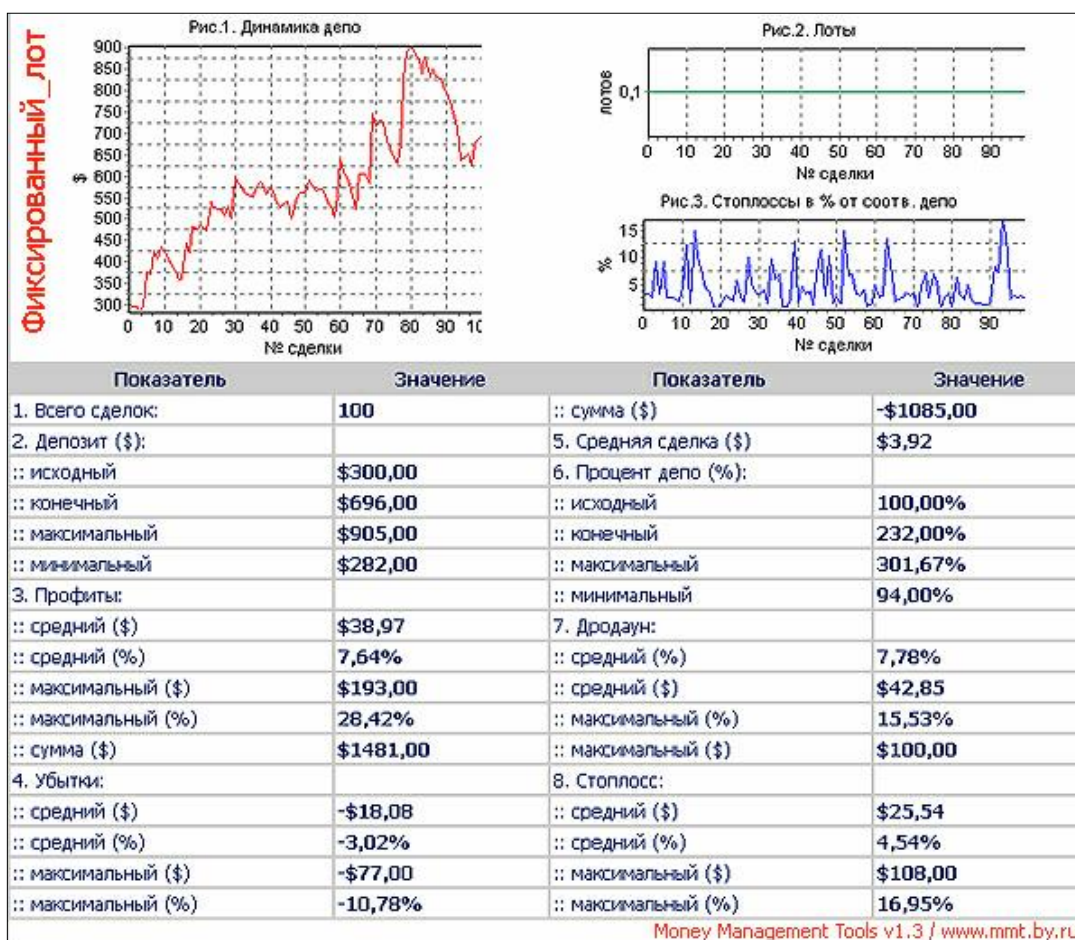 Фиксированный_лот
Рис.1. Динамика депо
900
850
800
750
700
650
600
550
500
450
400
350
300
$
0 10 20 30 40 50 60 70 80 90 10
№ сделки
Рис.2. Лоты
лотов
0,1
0 10 20 30 40 50 60 70 80 90
№ сделки
Рис.3. Стоплоссы в % от соотв. депо
%
15
10
5
0 10 20 30 40 50 60 70 80 90
№ сделки
Показатель Значение Показатель Значение
1. Всего сделок: 100 :: сумма ($) -$1085,00
2. Депозит ($): 5. Средняя сделка ($) $3,92
:: исходный $300,00 6. Процент депо (%):
:: конечный $696,00 :: исходный 100,00%
:: максимальный $905,00 :: конечный 232,00%
:: минимальный $282,00 :: максимальный 301,67%
3. Профиты: :: минимальный 94,00%
:: средний ($) $38,97 7. Дродаун:
:: средний (%) 7,64% :: средний (%) 7,78%
:: максимальный ($) $193,00 :: средний ($) $42,85
:: максимальный (%) 28,42% :: максимальный (%) 15,53%
:: сумма ($) $1481,00 :: максимальный ($) $100,00
4. Убытки: 8. Стоплосс:
:: средний ($) -$18,08 :: средний ($) $25,54
:: средний (%) -3,02% :: средний (%) 4,54%
:: максимальный ($) -$77,00 :: максимальный ($) $108,00
:: максимальный (%) -10,78% :: максимальный (%) 16,95%
Money Management Tools v1.3 / www.mmt.by.ru